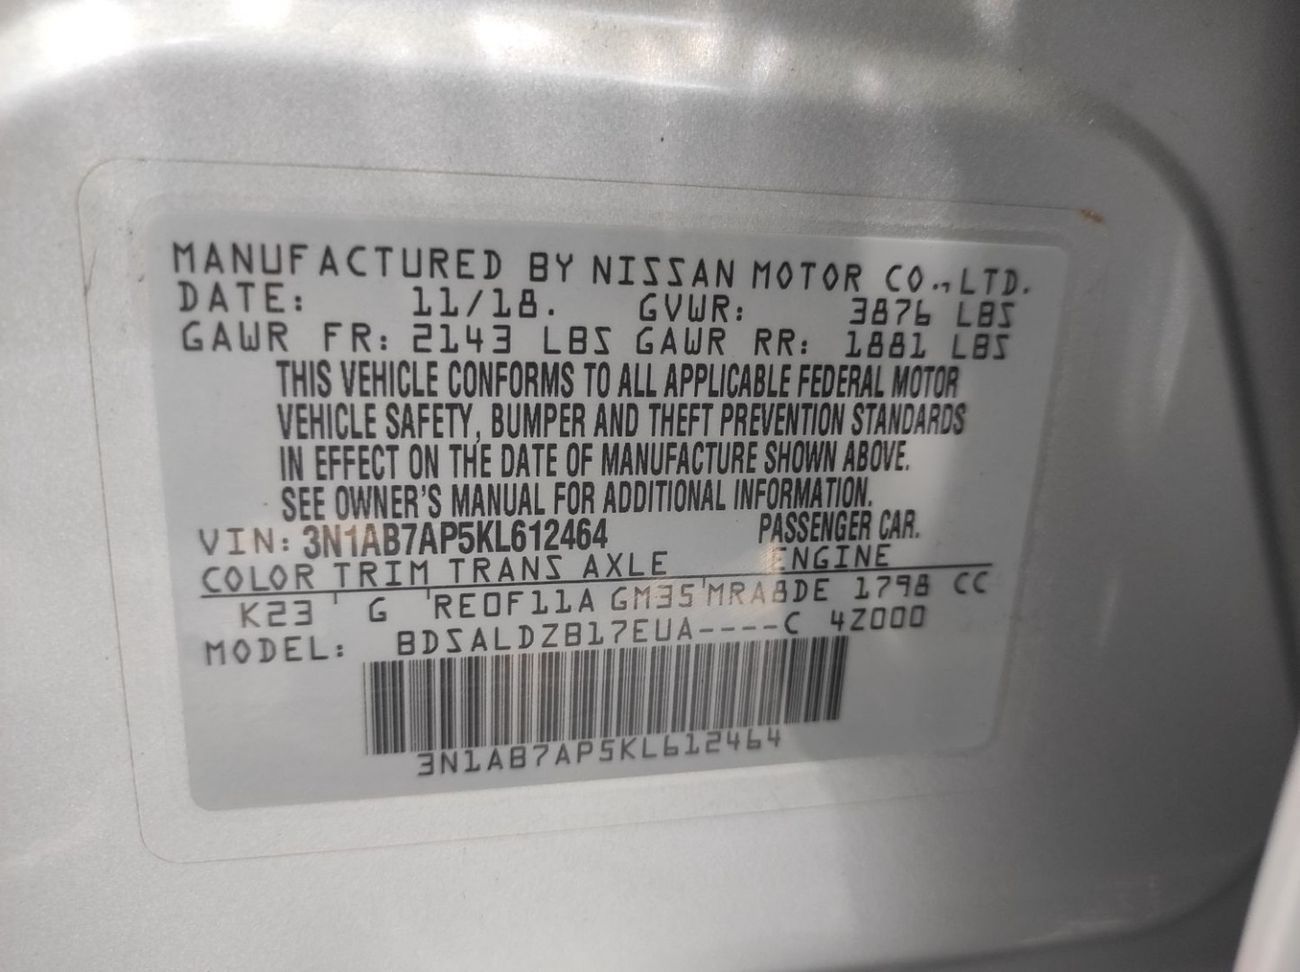 MANUFACTURED BY NISSAN MOTOR CO., LTD.
DATE: 11/18. GVWR: 3876 LBS
GAWR FR: 2143 LBS GAWR RR: 1881 LBS
THIS VEHICLE CONFORMS TO ALL APPLICABLE FEDERAL MOTOR
VEHICLE SAFETY, BUMPER AND THEFT PREVENTION STANDARDS
IN EFFECT ON THE DATE OF MANUFACTURE SHOWN ABOVE.
SEE OWNER'S MANUAL FOR ADDITIONAL INFORMATION.
VIN: 3N1AB7AP5KL612464 PASSENGER CAR.
COLOR TRIM TRANS AXLE ENGINE
K23 ' G 'RE0F11A GM35'MRA8DE 1798 CC
MODEL: BDSALDZB17EUA----C 4Z000
3N1AB7AP5KL612464